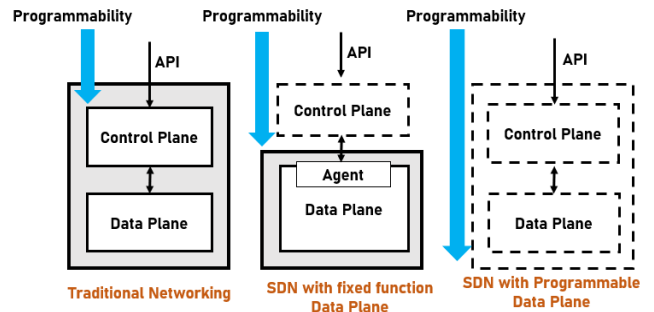 Programmability
API
Control Plane
Data Plane
Traditional Networking
Programmability
API
Control Plane
Agent
Data Plane
SDN with fixed function
Data Plane
Programmability
API
Control Plane
Data Plane
SDN with Programmable
Data Plane